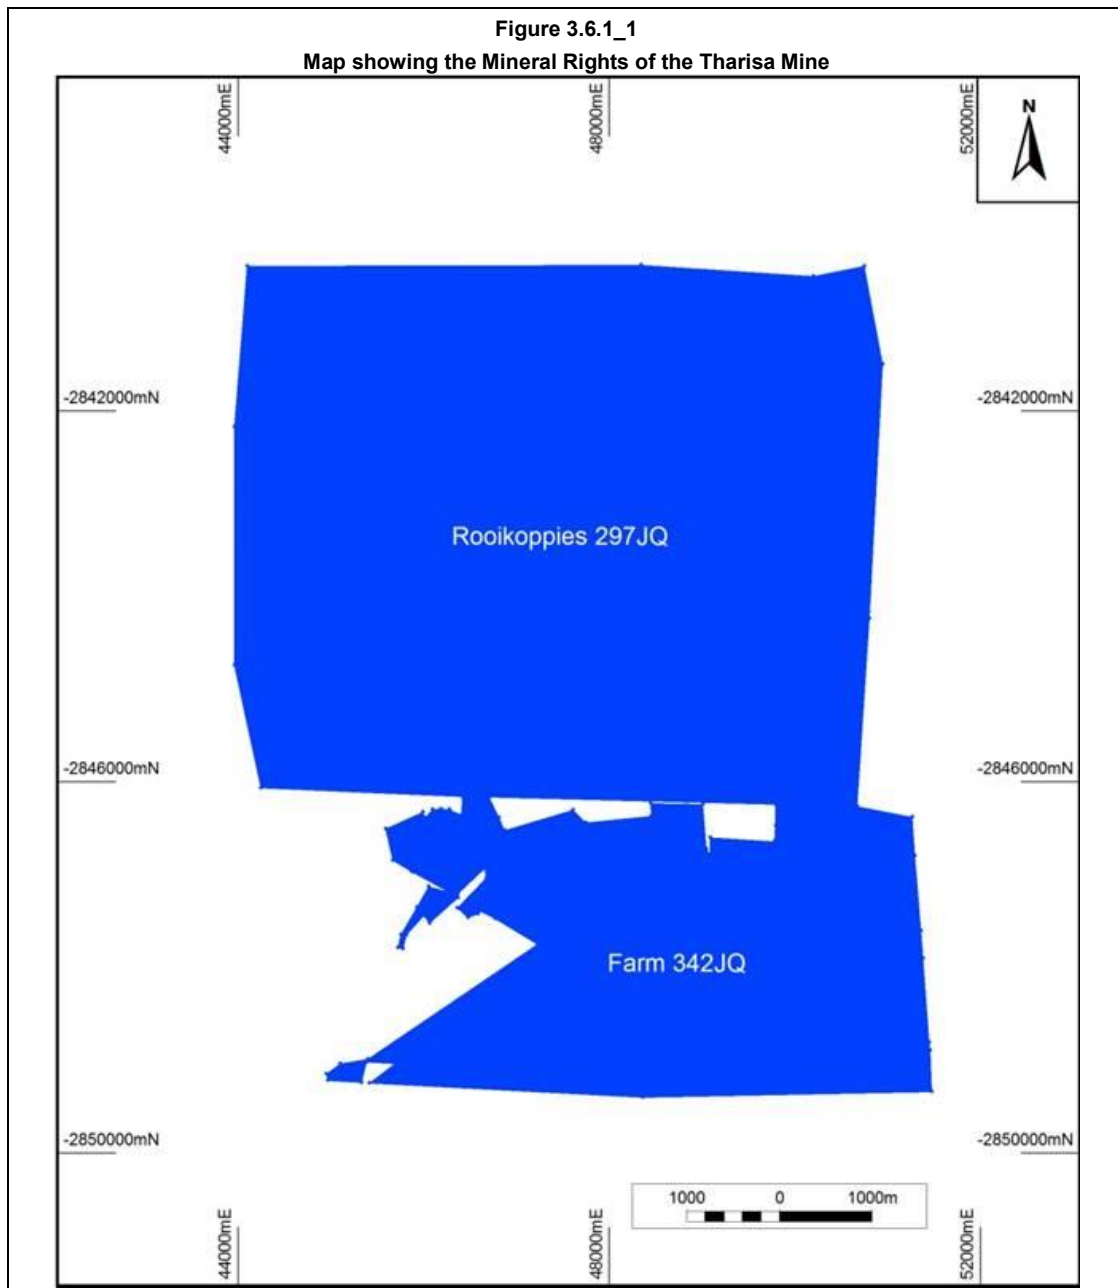 Figure 3.6.1_1
Map showing the Mineral Rights of the Tharisa Mine
44000mE
48000mE
52000mE
N
-2842000mN
-2842000mN
Rooikoppies 297JQ
-2846000mN
-2846000mN
Farm 342JQ
-2850000mN
-2850000mN
1000 0 1000m
44000mE
48000mE
52000mE